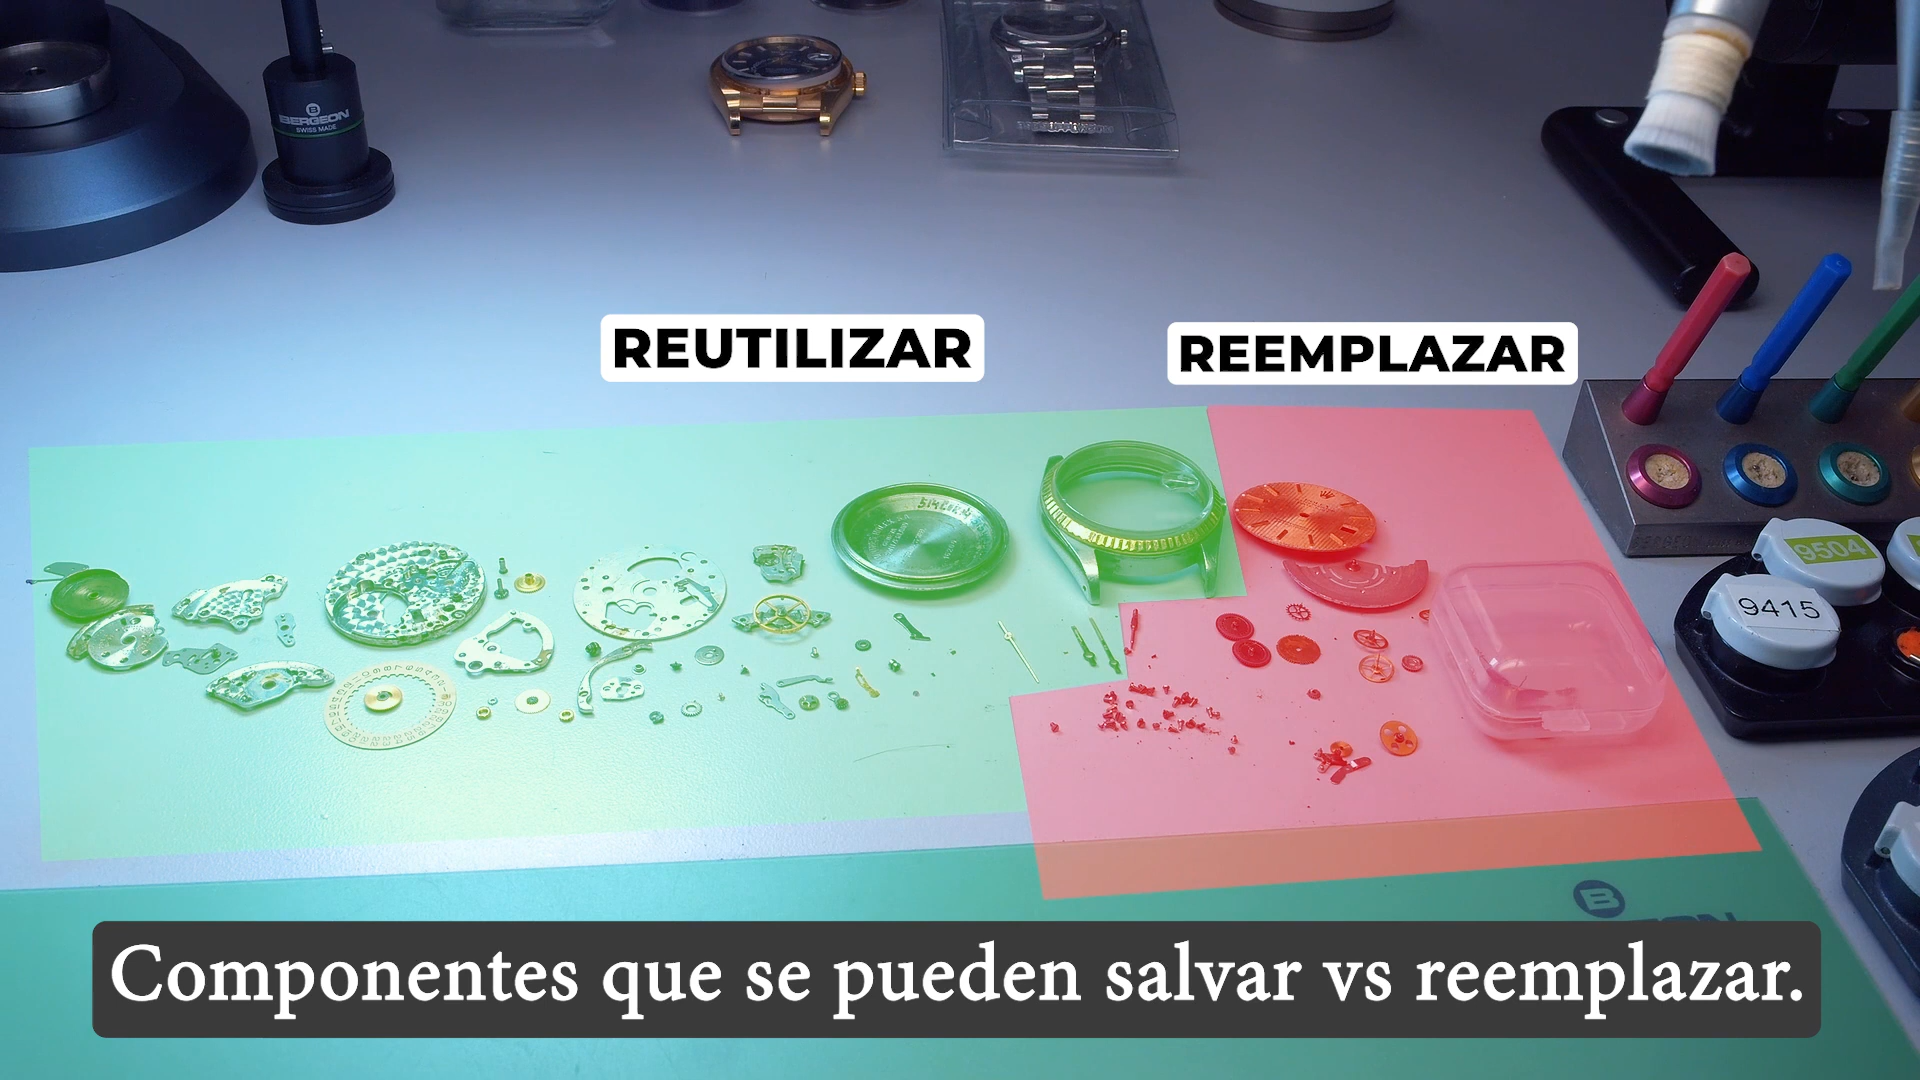 BERGEON
SWISS MADE
REUTILIZAR
REEMPLAZAR
9504
9415
B
Componentes que se pueden salvar vs reemplazar.